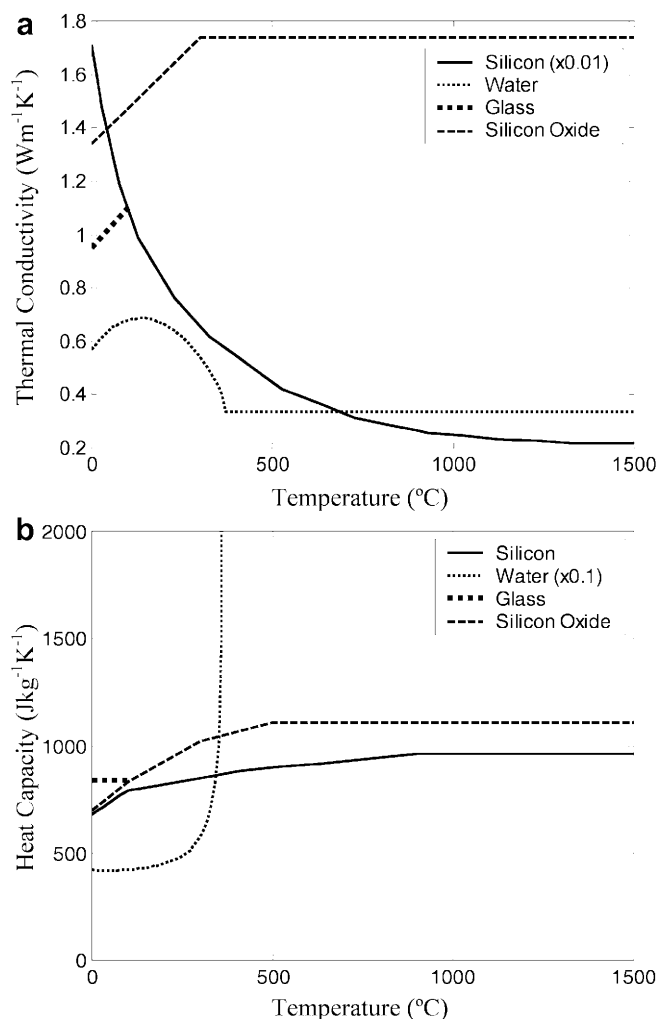 a
1.8
1.6
1.4
1.2
1
0.8
0.6
0.4
0.2
Thermal Conductivity (Wm⁻¹K⁻¹)
Silicon (x0.01)
Water
Glass
Silicon Oxide
0 500 1000 1500
Temperature (ºC)
b
2000
1500
1000
500
0
Heat Capacity (Jkg⁻¹K⁻¹)
Silicon
Water (x0.1)
Glass
Silicon Oxide
0 500 1000 1500
Temperature (ºC)